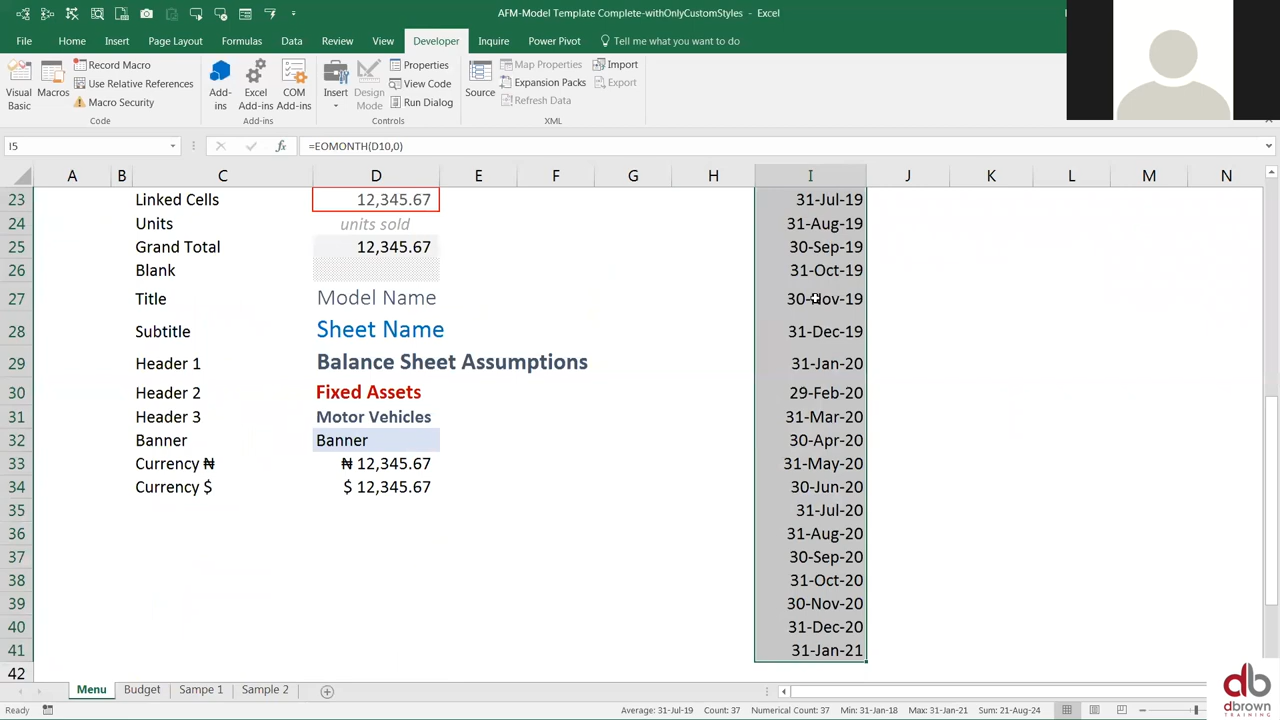 AFM-Model Template Complete-withOnlyCustomStyles - Excel
File Home Insert Page Layout Formulas Data Review View Developer Inquire Power Pivot Tell me what you want to do
Visual Basic
Macros
Record Macro
Use Relative References
Macro Security
Code
Add-ins
Excel Add-ins
COM Add-ins
Add-ins
Insert
Design Mode
Properties
View Code
Run Dialog
Controls
Source
Map Properties
Expansion Packs
Refresh Data
Import
Export
XML
I5 fx =EOMONTH(D10,0)
A B C D E F G H I J K L M N
23 Linked Cells 12,345.67 31-Jul-19
24 Units units sold 31-Aug-19
25 Grand Total 12,345.67 30-Sep-19
26 Blank 31-Oct-19
27 Title Model Name 30-Nov-19
28 Subtitle Sheet Name 31-Dec-19
29 Header 1 Balance Sheet Assumptions 31-Jan-20
30 Header 2 Fixed Assets 29-Feb-20
31 Header 3 Motor Vehicles 31-Mar-20
32 Banner Banner 30-Apr-20
33 Currency ₦ ₦ 12,345.67 31-May-20
34 Currency $ $ 12,345.67 30-Jun-20
35 31-Jul-20
36 31-Aug-20
37 30-Sep-20
38 31-Oct-20
39 30-Nov-20
40 31-Dec-20
41 31-Jan-21
42
Menu Budget Sampe 1 Sample 2
Ready Average: 31-Jul-19 Count: 37 Numerical Count: 37 Min: 31-Jan-18 Max: 31-Jan-21 Sum: 21-Aug-24
db
dbrown
TRAINING